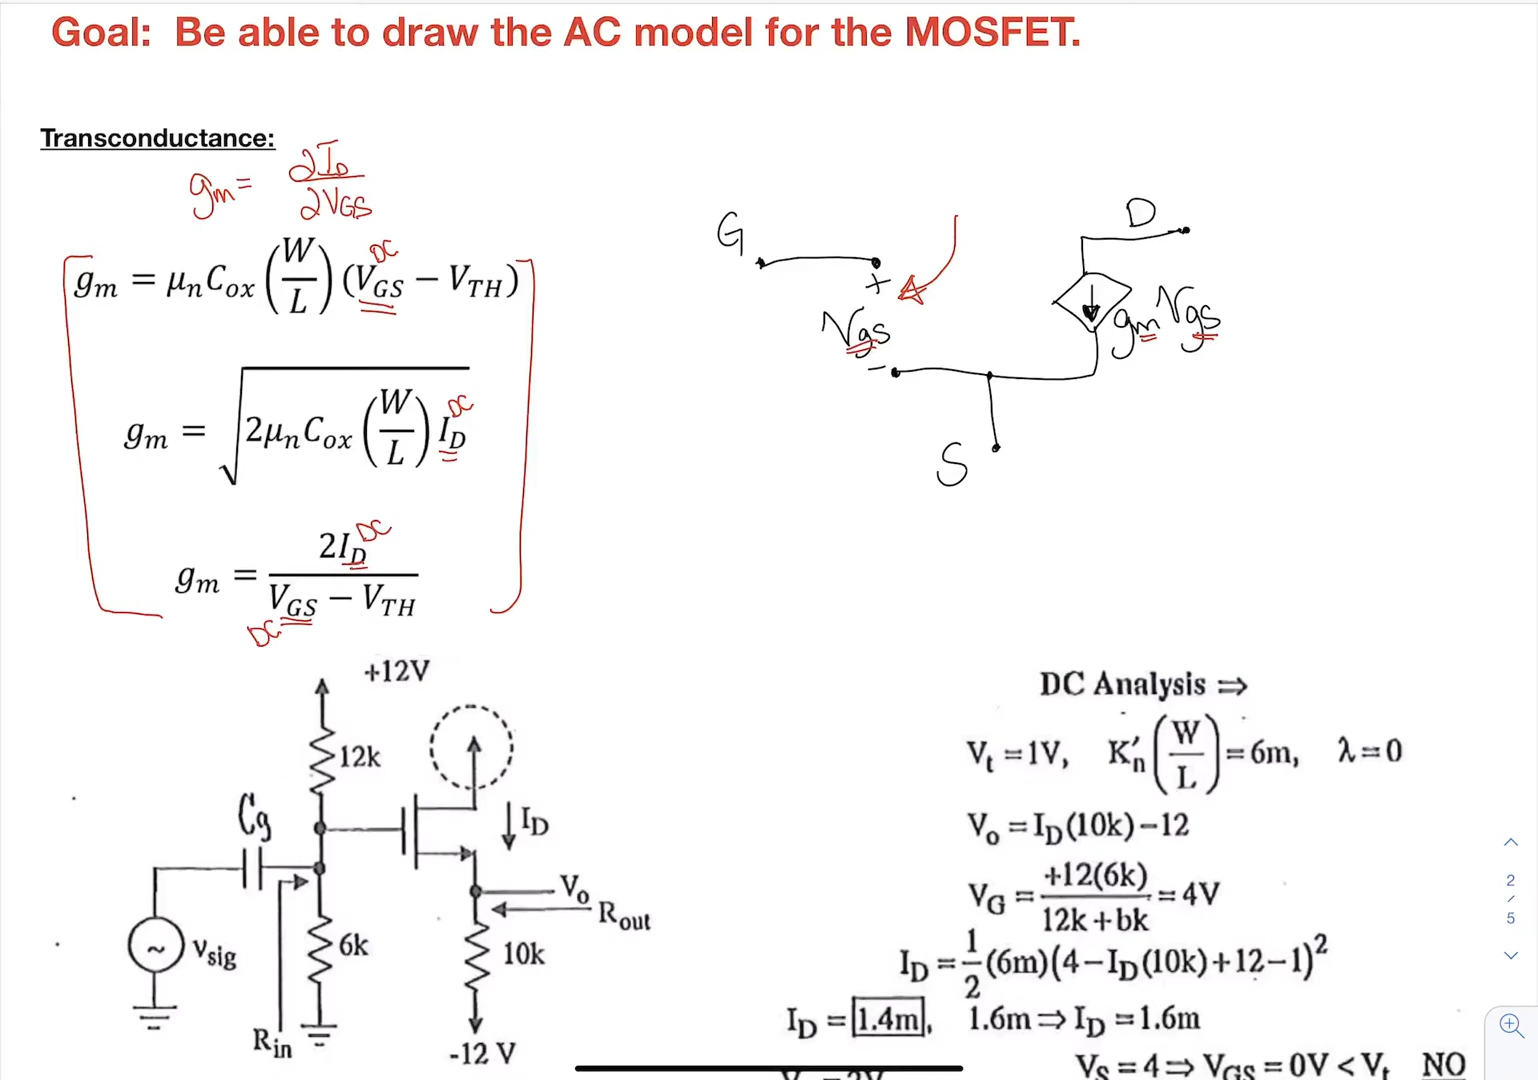 Goal: Be able to draw the AC model for the MOSFET.
Transconductance:
gm = ∂ID / ∂VGS
DC
gm = μnCox (W/L) (VGS − VTH)
DC
gm = √(2μnCox (W/L) ID)
DC
gm = 2ID / (VGS − VTH)
DC
G
+
Vgs
-
D
gm Vgs
S
+12V
12k
Cg
ID
Vo
Rout
~
Vsig
6k
10k
Rin
-12 V
DC Analysis ⇒
Vt = 1V, K'n (W/L) = 6m, λ = 0
Vo = ID(10k) − 12
VG = +12(6k) / 12k + bk = 4V
ID = 1/2 (6m)(4 − ID(10k) + 12 − 1)²
ID = 1.4m, 1.6m ⇒ ID = 1.6m
VS = 4 ⇒ VGS = 0V < Vt NO
2
/
5